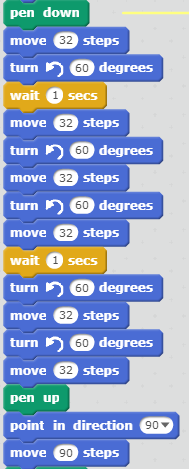 pen down
move 32 steps
turn 60 degrees
wait 1 secs
move 32 steps
turn 60 degrees
move 32 steps
turn 60 degrees
move 32 steps
wait 1 secs
turn 60 degrees
move 32 steps
turn 60 degrees
move 32 steps
pen up
point in direction 90
move 90 steps